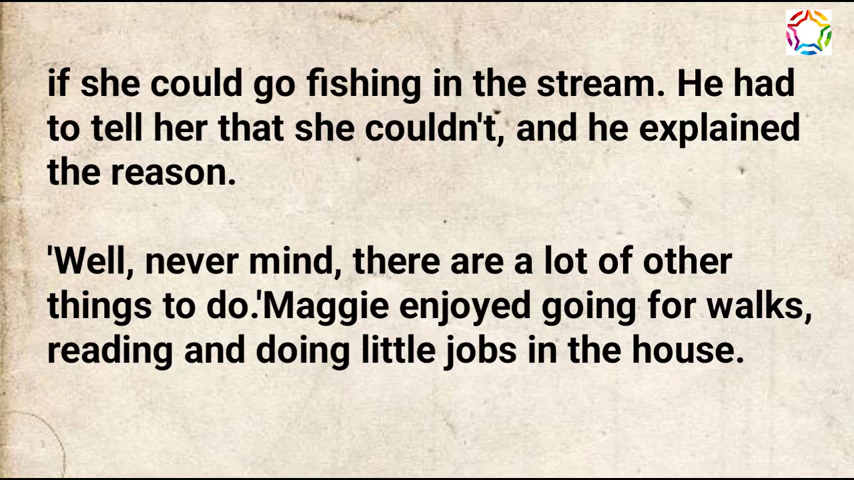 if she could go fishing in the stream. He had
to tell her that she couldn't, and he explained
the reason.
'Well, never mind, there are a lot of other
things to do.'Maggie enjoyed going for walks,
reading and doing little jobs in the house.